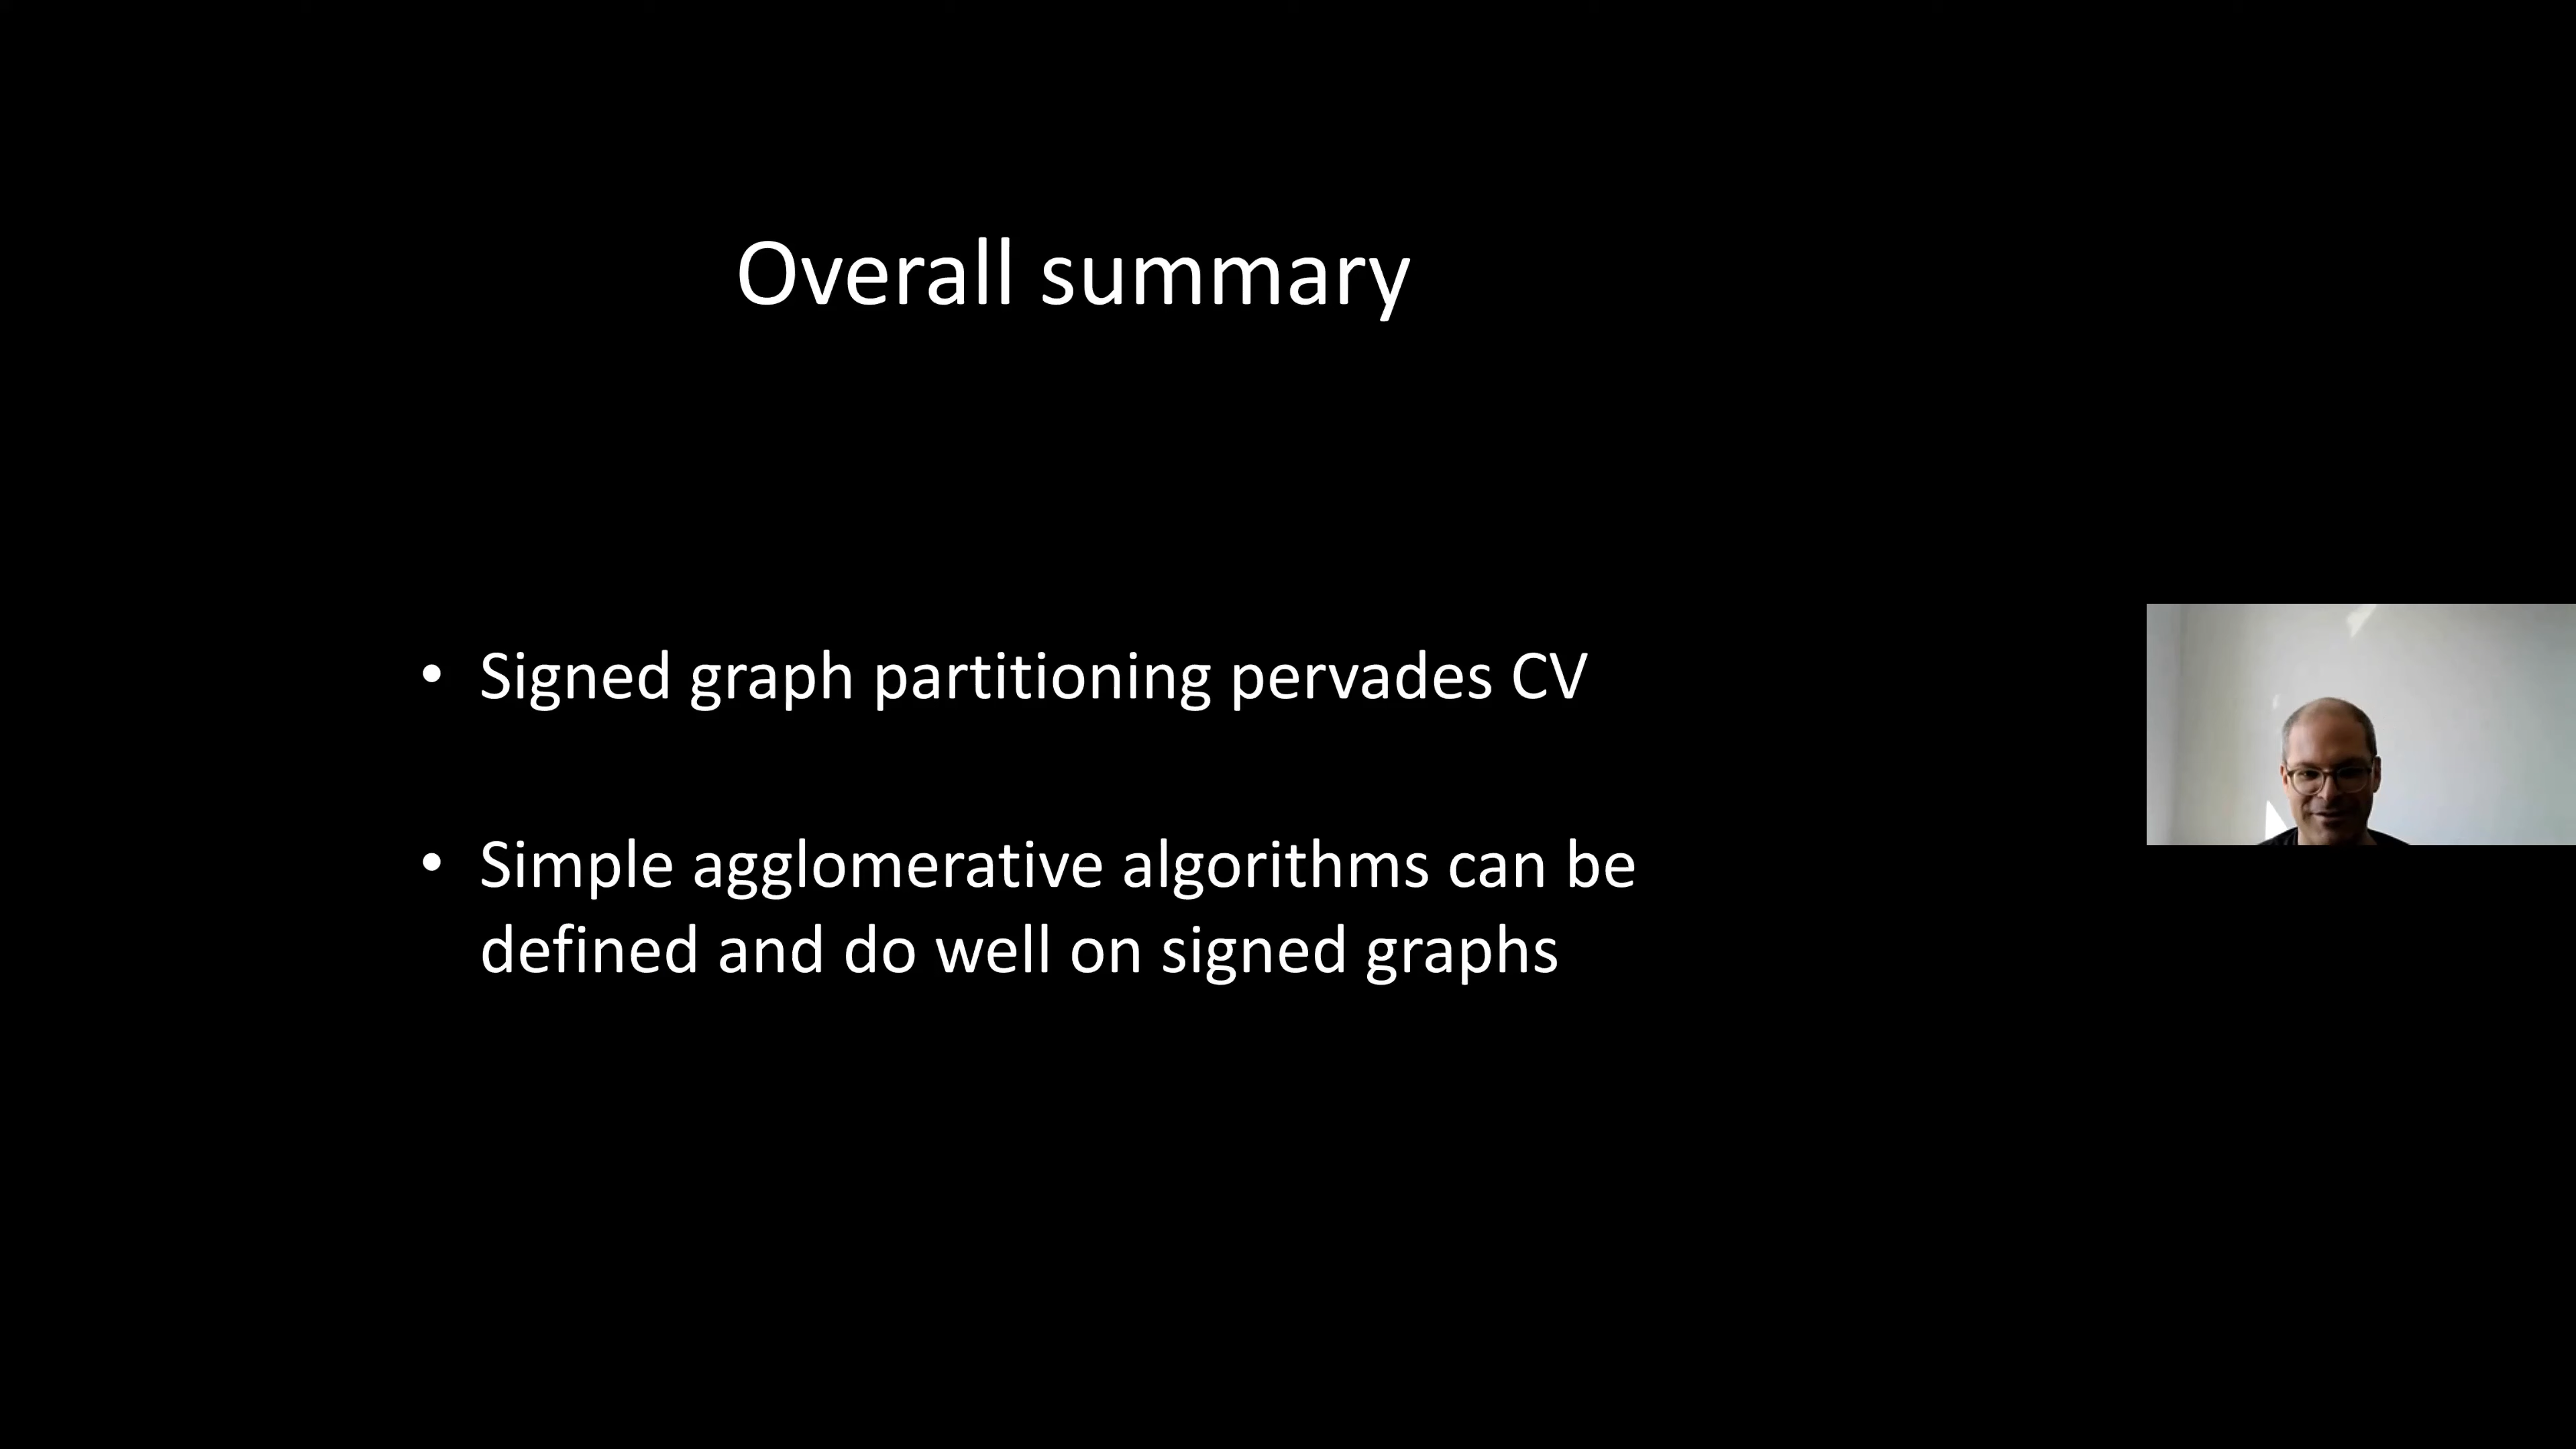 Overall summary
• Signed graph partitioning pervades CV
• Simple agglomerative algorithms can be
defined and do well on signed graphs